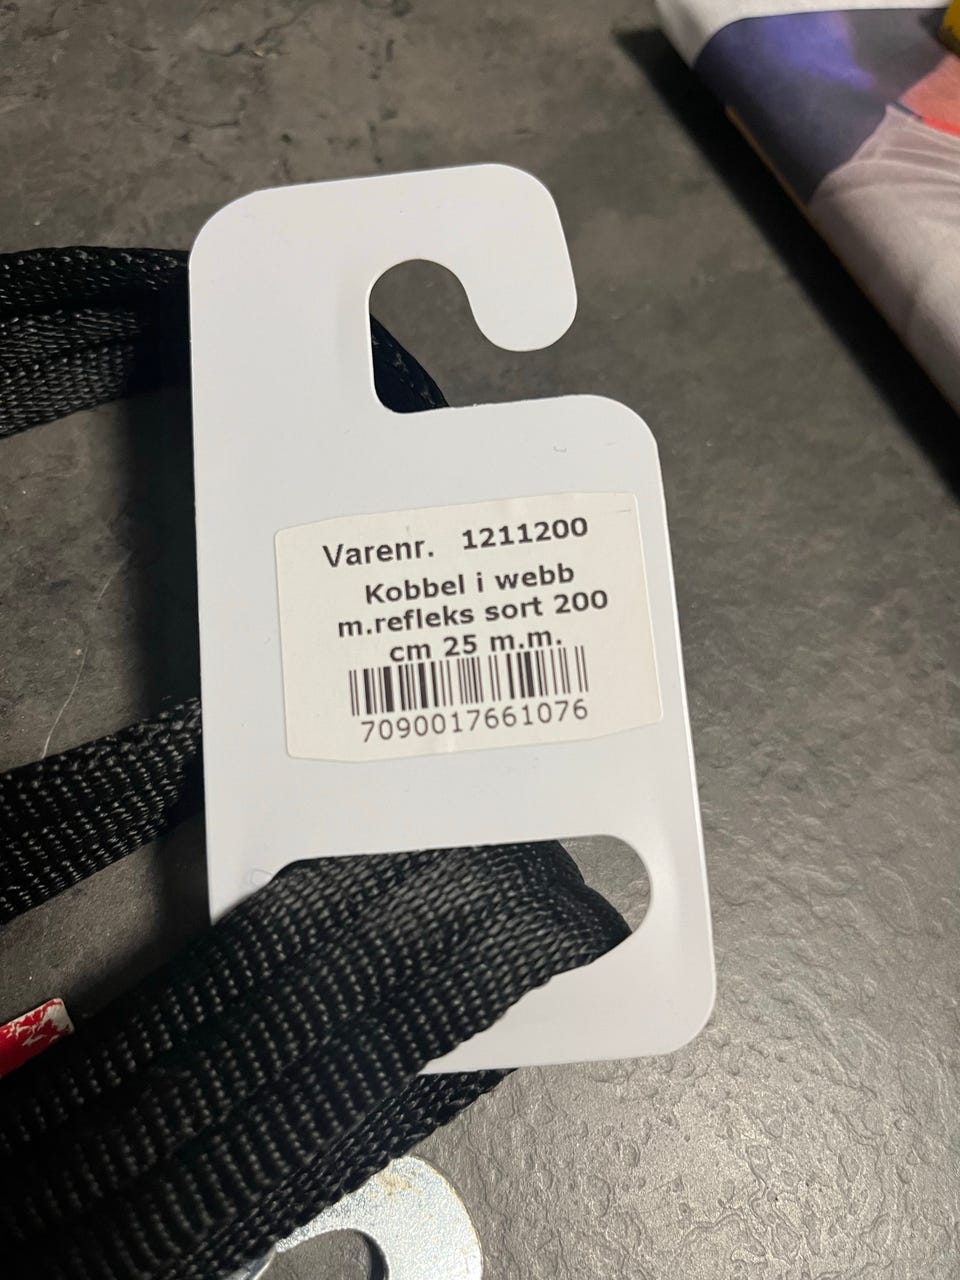 Varenr. 1211200
Kobbel i webb
m.refleks sort 200
cm 25 m.m.
7090017661076